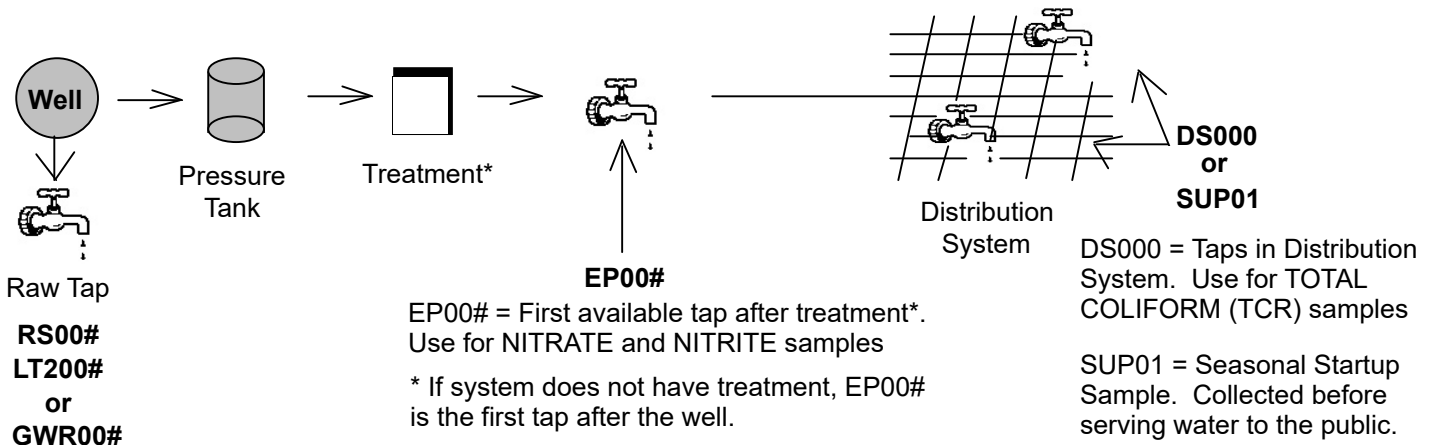 Well
Pressure
Tank
Treatment*
Raw Tap
RS00#
LT200#
or
GWR00#
EP00#
EP00# = First available tap after treatment*.
Use for NITRATE and NITRITE samples
* If system does not have treatment, EP00#
is the first tap after the well.
Distribution
System
DS000
or
SUP01
DS000 = Taps in Distribution
System. Use for TOTAL
COLIFORM (TCR) samples
SUP01 = Seasonal Startup
Sample. Collected before
serving water to the public.